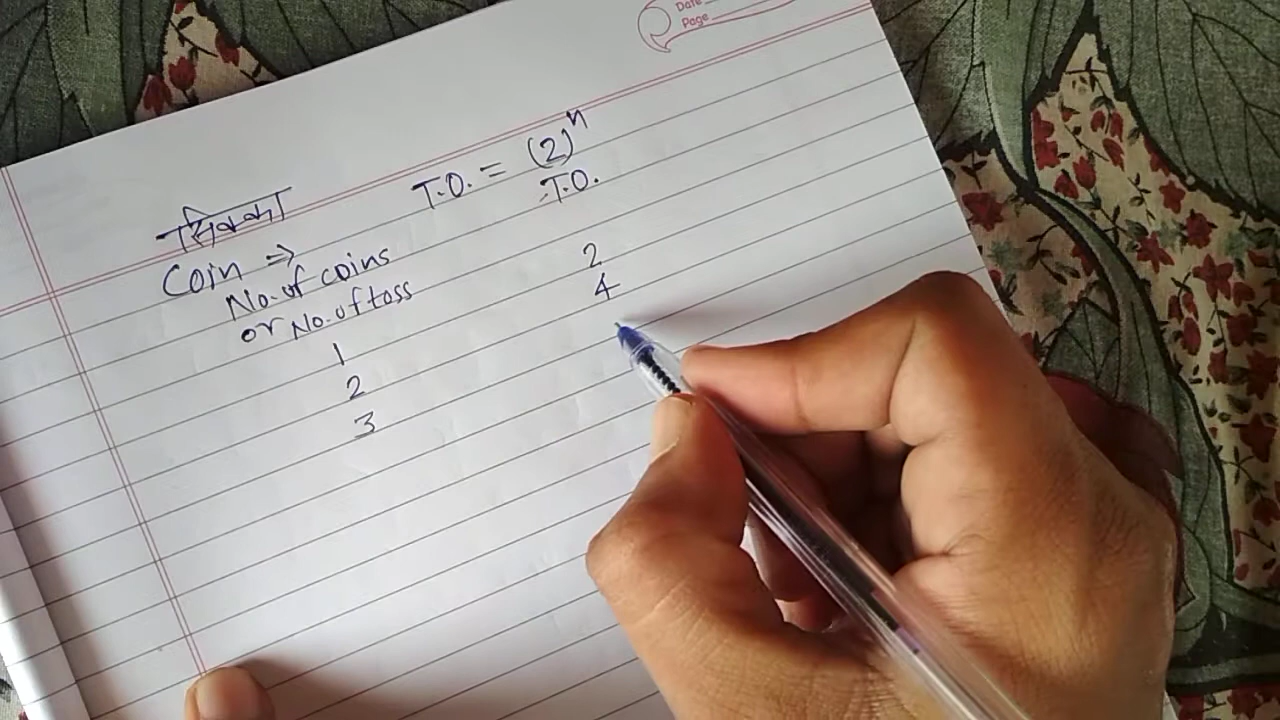 Date
Page
T.O. = (2)ⁿ
सिक्का
T.O.
Coin ⇒
No. of coins
or No. of toss
1 2
2 4
3